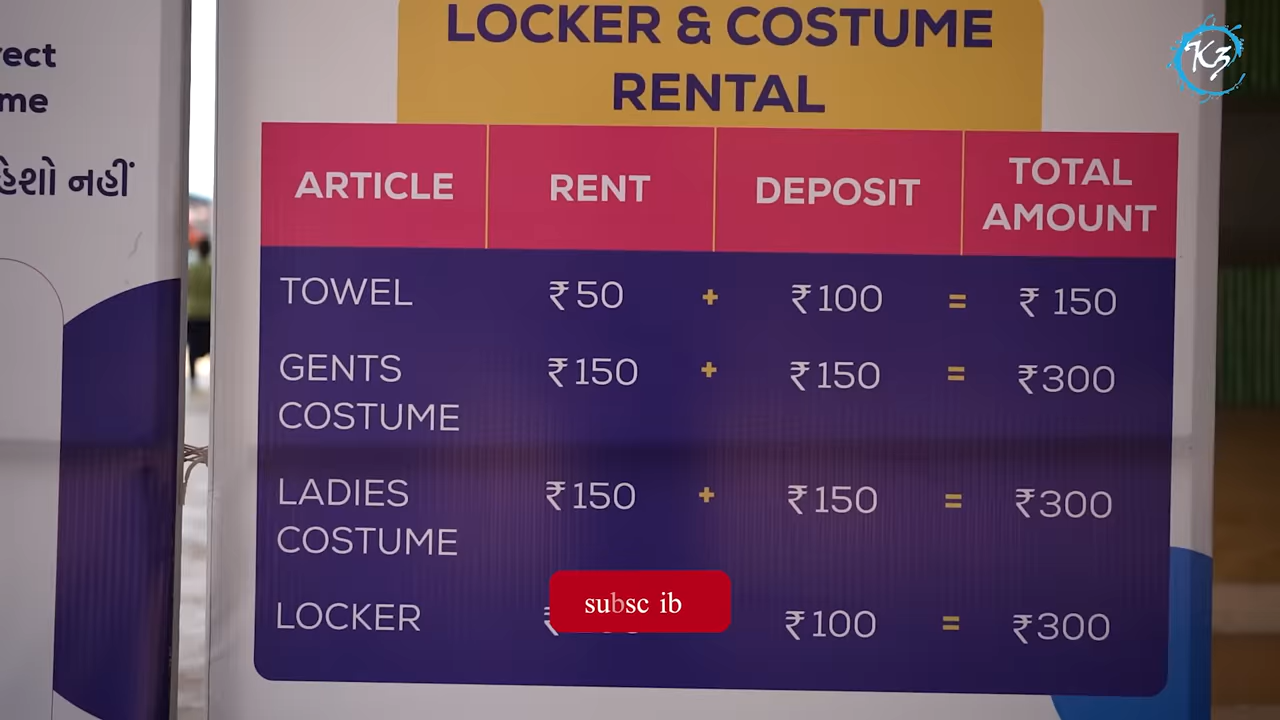 rect
me
હેશો નહીં
K3
LOCKER & COSTUME
RENTAL
ARTICLE RENT DEPOSIT TOTAL AMOUNT
TOWEL ₹50 + ₹100 = ₹ 150
GENTS COSTUME ₹150 + ₹150 = ₹300
LADIES COSTUME ₹150 + ₹150 = ₹300
LOCKER ₹100 = ₹300
subsc ib